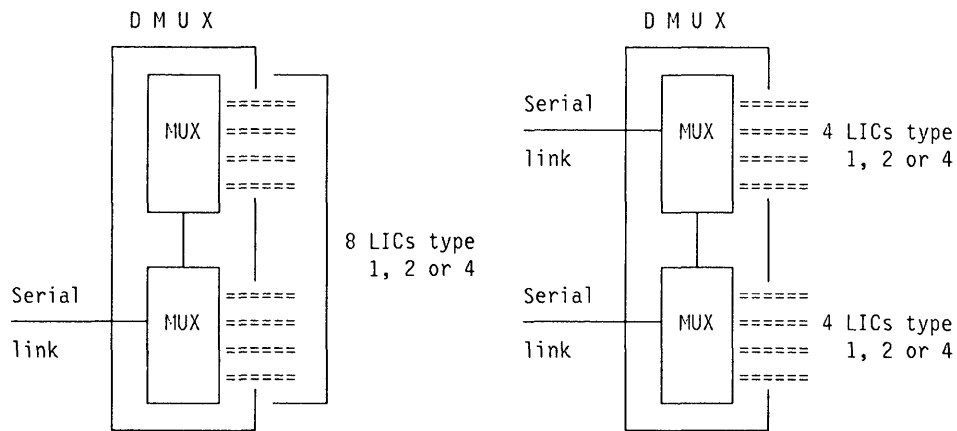 D M U X
MUX
======
======
======
======
8 LICs type
1, 2 or 4
Serial
link
MUX
======
======
======
======
D M U X
Serial
link
MUX
======
======
======
======
4 LICs type
1, 2 or 4
Serial
link
MUX
======
======
======
======
4 LICs type
1, 2 or 4